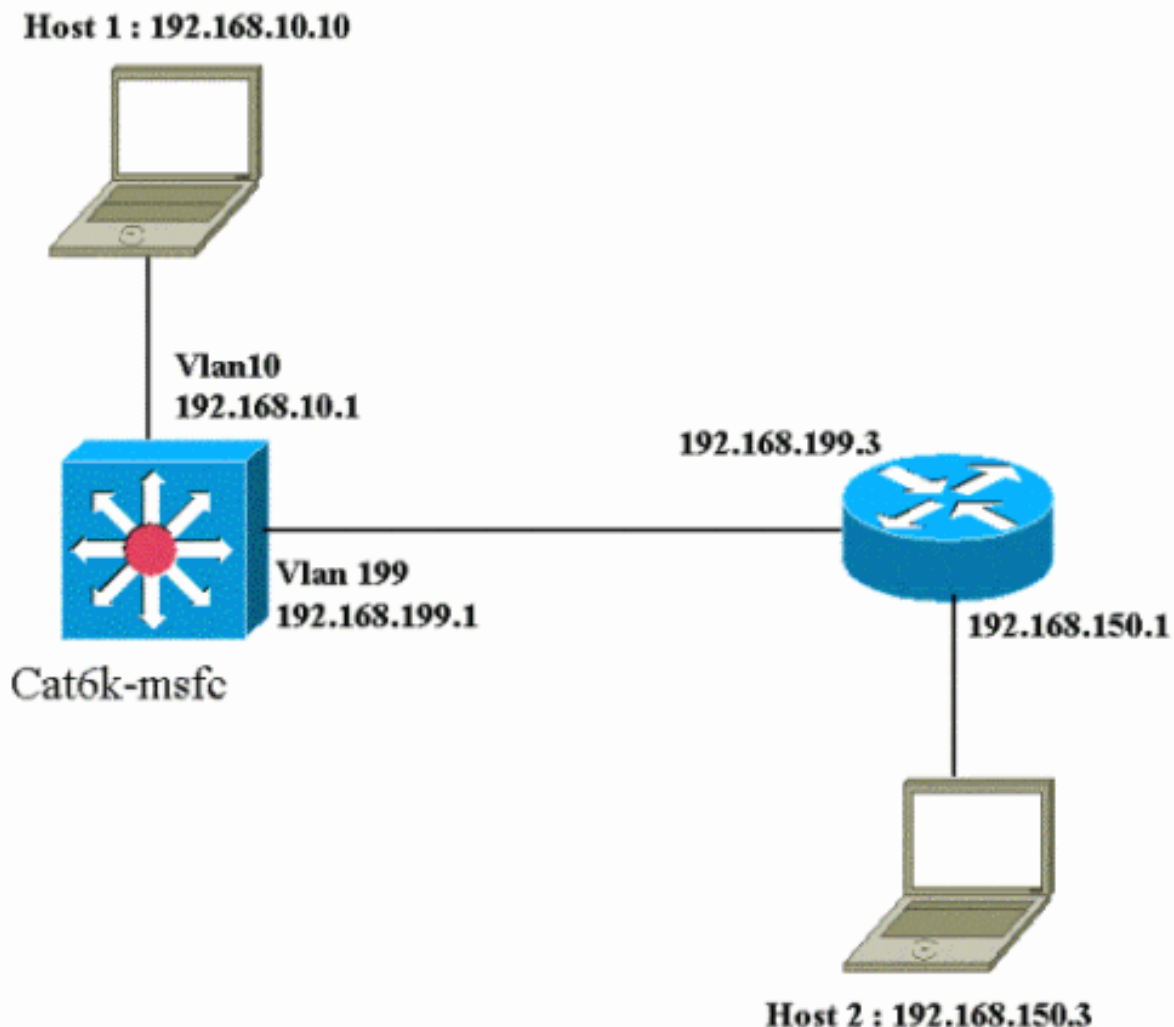 Host 1 : 192.168.10.10
Vlan10
192.168.10.1
192.168.199.3
Vlan 199
192.168.199.1
192.168.150.1
Cat6k-msfc
Host 2 : 192.168.150.3